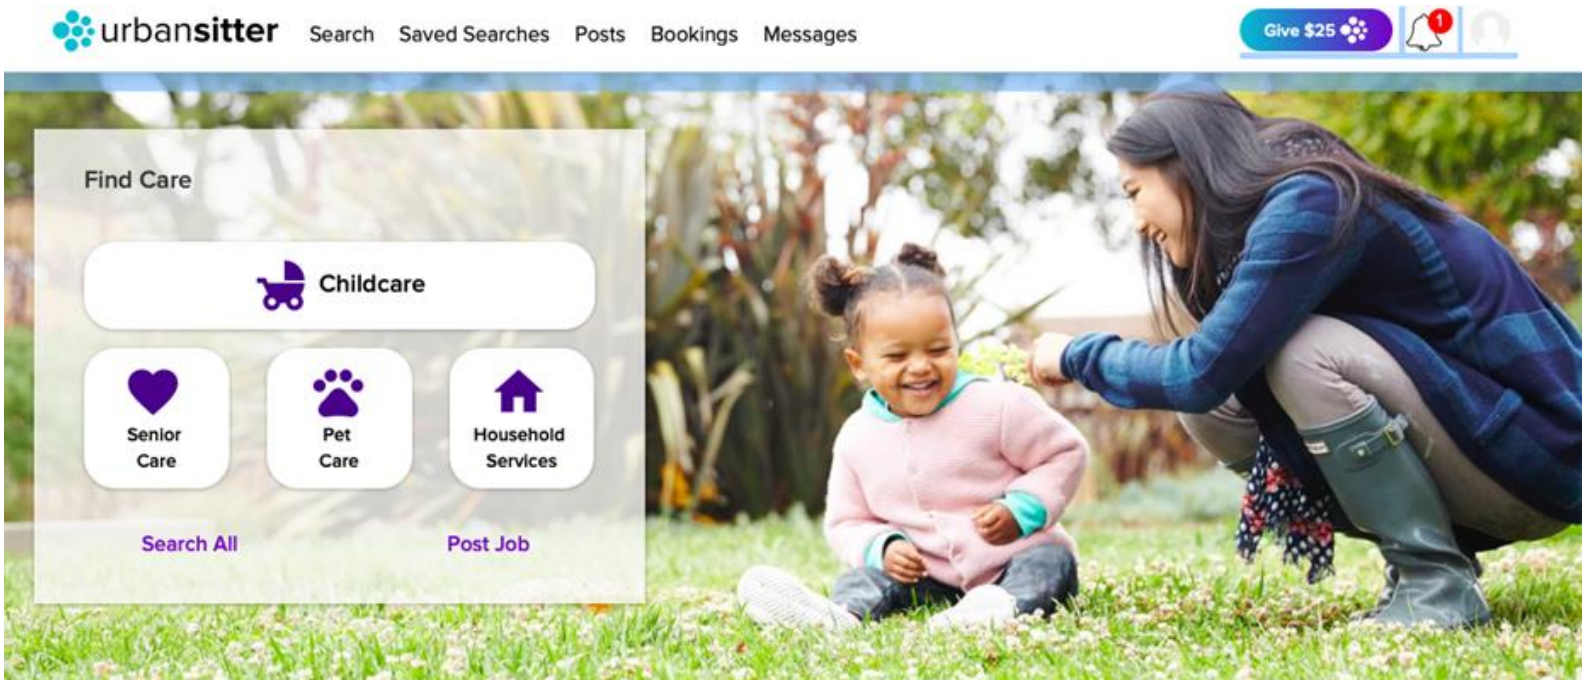 urbansitter Search Saved Searches Posts Bookings Messages Give $25 1
Find Care
Childcare
Senior
Care
Pet
Care
Household
Services
Search All Post Job